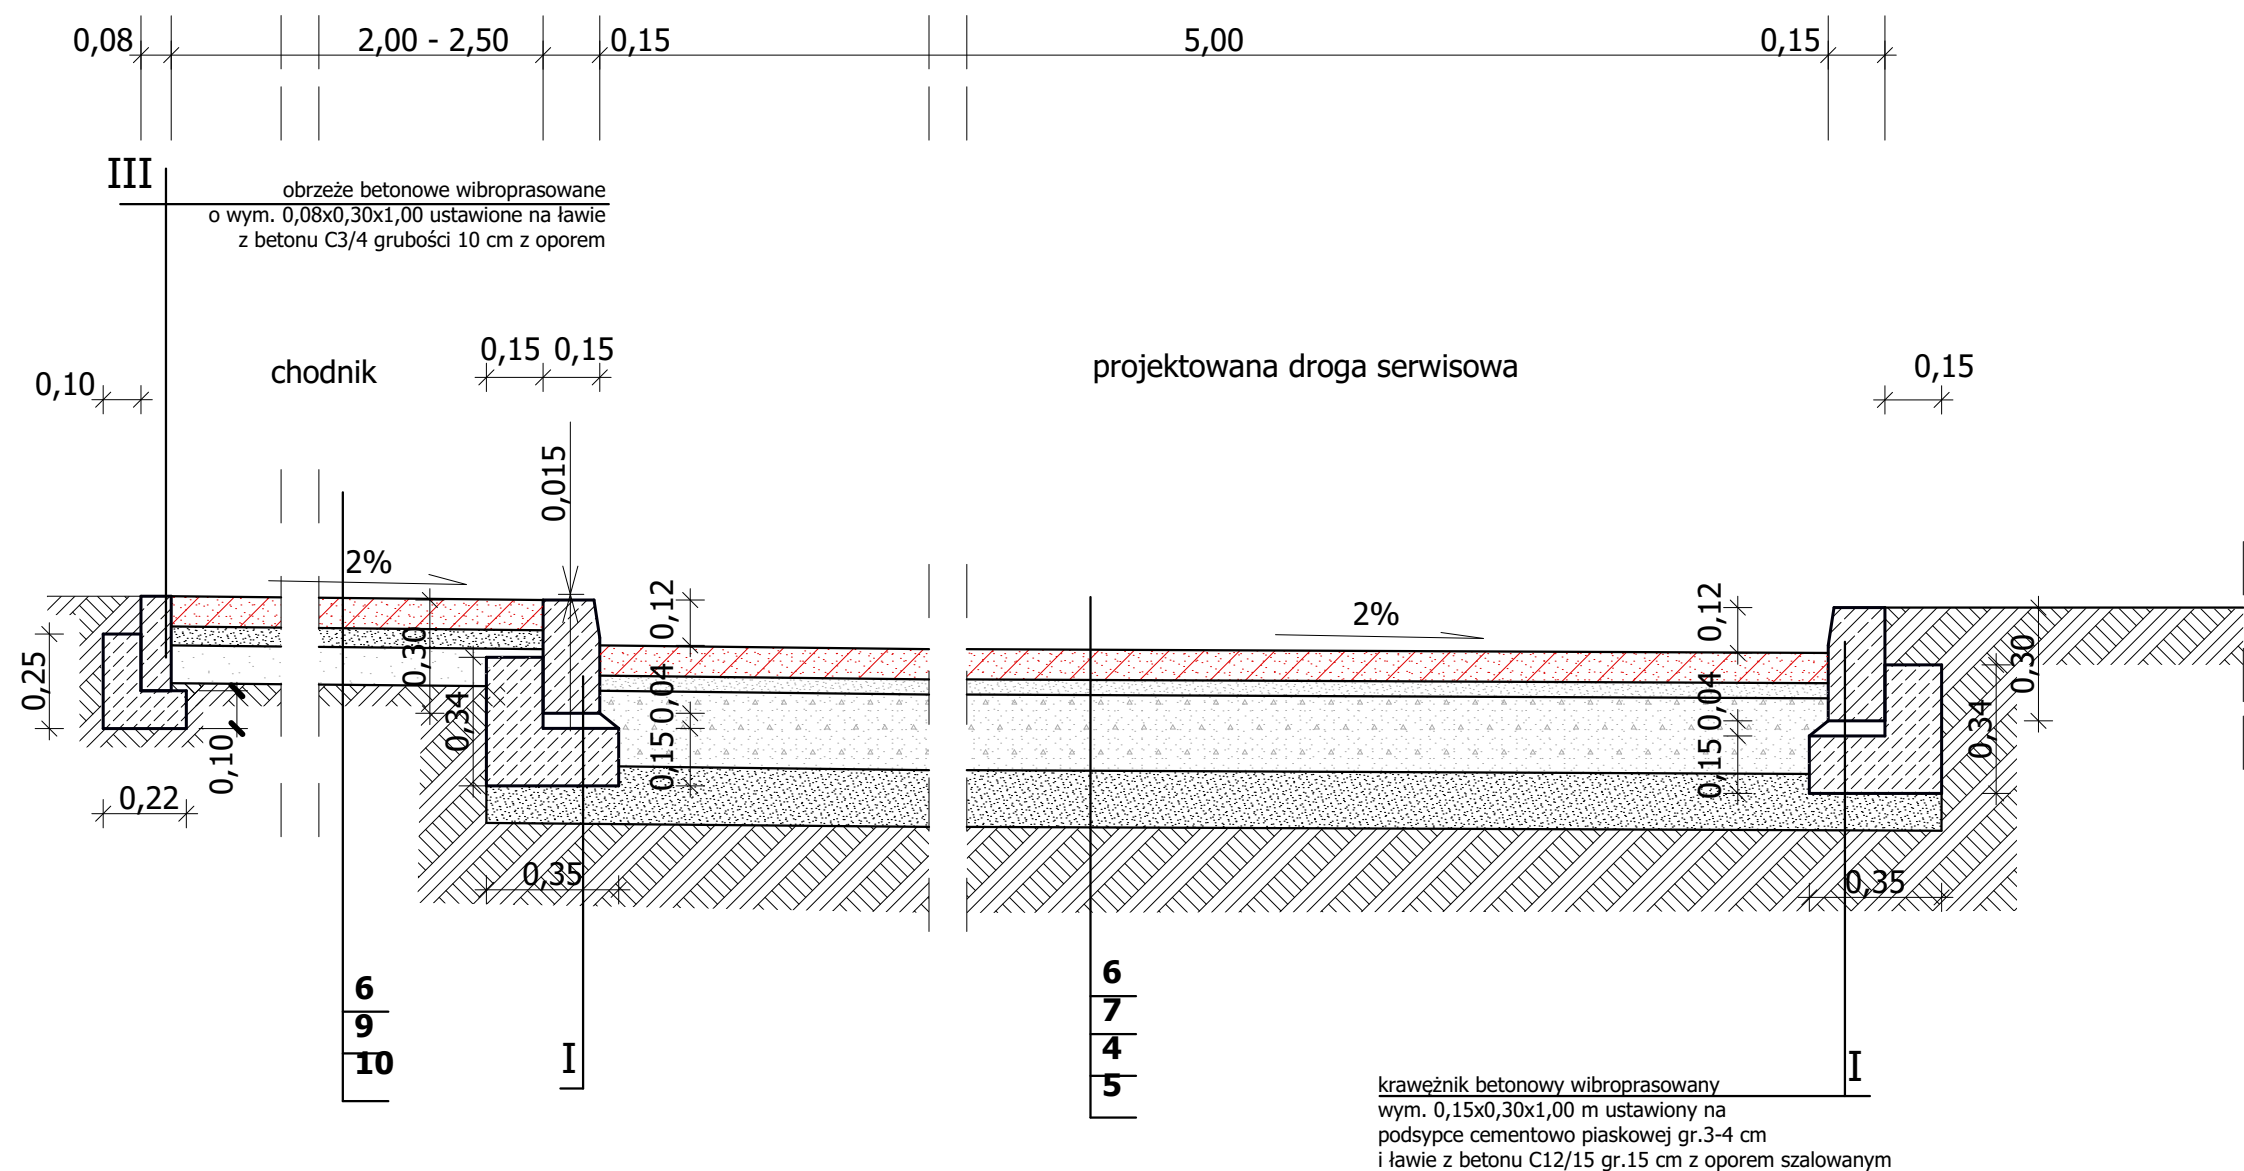 0,08
2,00 - 2,50
0,15
5,00
0,15
III
obrzeże betonowe wibroprasowane
o wym. 0,08x0,30x1,00 ustawione na ławie
z betonu C3/4 grubości 10 cm z oporem
0,10
chodnik
0,15
0,15
projektowana droga serwisowa
0,15
0,015
2%
0,12
2%
0,12
0,25
0,30
0,34
0,04
0,15
0,04
0,15
0,30
0,34
0,10
0,22
0,35
0,35
6
9
10
I
6
7
4
5
I
krawężnik betonowy wibroprasowany
wym. 0,15x0,30x1,00 m ustawiony na
podsypce cementowo piaskowej gr.3-4 cm
i ławie z betonu C12/15 gr.15 cm z oporem szalowanym